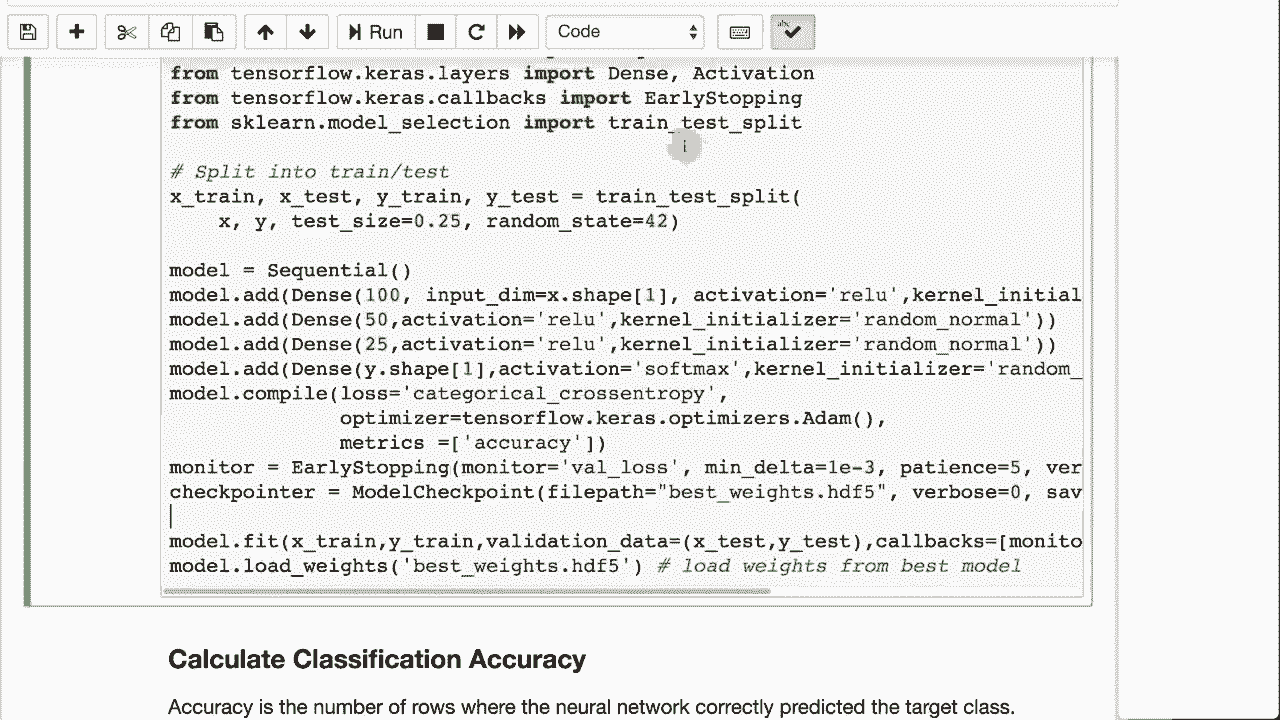 Run
Code
from tensorflow.keras.layers import Dense, Activation
from tensorflow.keras.callbacks import EarlyStopping
from sklearn.model_selection import train_test_split
# Split into train/test
x_train, x_test, y_train, y_test = train_test_split(
x, y, test_size=0.25, random_state=42)
model = Sequential()
model.add(Dense(100 input_dim=x.shape[1], activation='relu',kernel_initial
model.add(Dense(50,activation='relu',kernel_initializer='random_normal'))
model.add(Dense(25,activation='relu',kernel_initializer='random_normal'))
model.add(Dense(y.shape[1],activation='softmax',kernel_initializer='random_
model.compile(loss='categorical_crossentropy',
optimizer=tensorflow.keras.optimizers.Adam(),
metrics =['accuracy'])
monitor = EarlyStopping(monitor='val_loss', min_delta=1e-3, patience=5, ver
checkpointer = ModelCheckpoint(filepath="best_weights.hdf5", verbose=0, sav
model.fit(x_train,y_train,validation_data=(x_test,y_test),callbacks=[monito
model.load_weights('best_weights.hdf5') # load weights from best model
Calculate Classification Accuracy
Accuracy is the number of rows where the neural network correctly predicted the target class.